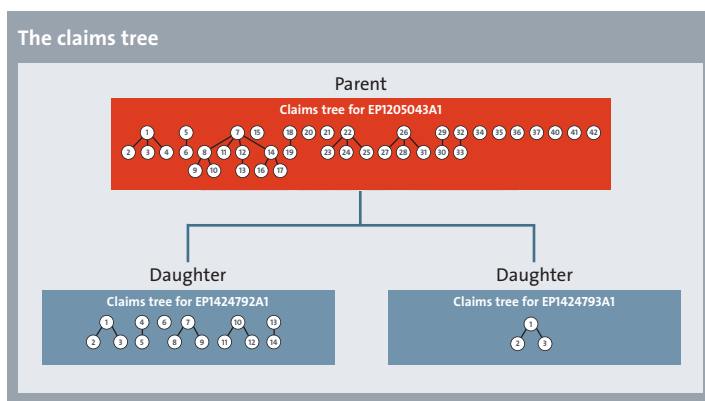 The claims tree
Parent
Claims tree for EP1205043A1
1 5 7 15 18 20 21 22 26 29 32 34 35 36 37 40 41 42
2 3 4 6 8 11 12 14 19 23 24 25 27 28 31 30 33
9 10 13 16 17
Daughter Daughter
Claims tree for EP1424792A1 Claims tree for EP1424793A1
1 4 6 7 10 13 1
2 3 5 8 9 11 12 14 2 3